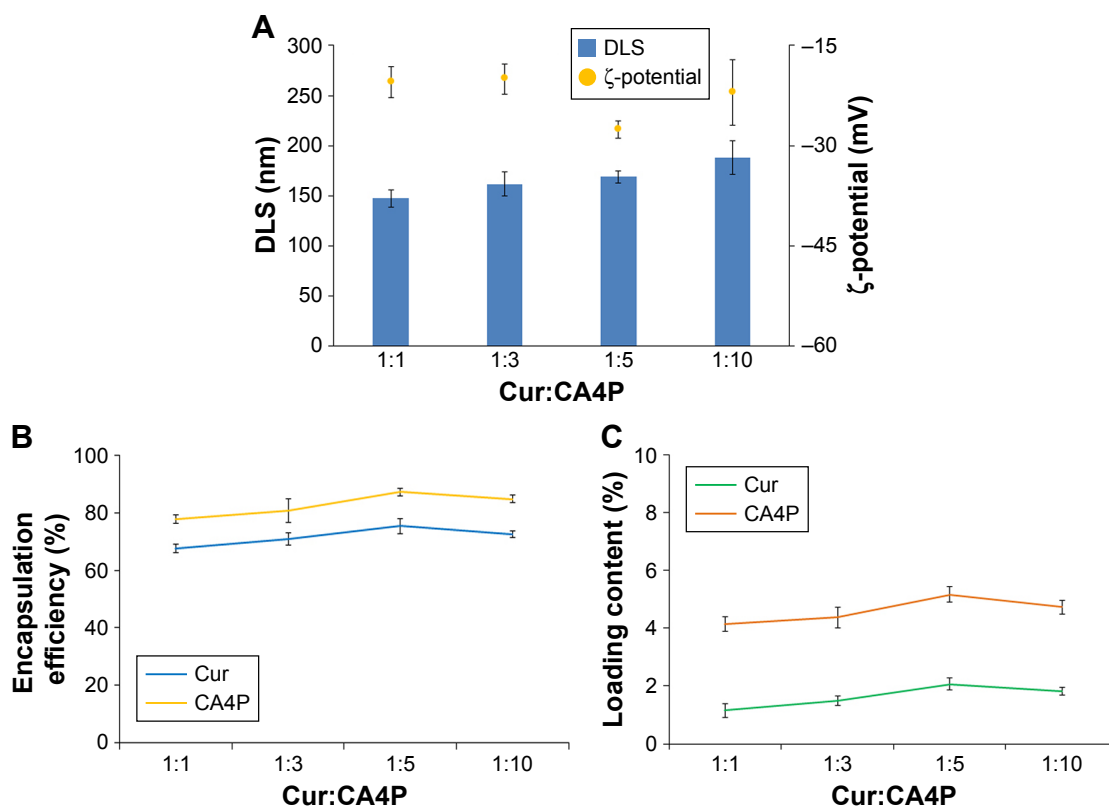 A
DLS
ζ-potential
300
250
200
150
100
50
0
DLS (nm)
–15
–30
–45
–60
ζ-potential (mV)
1:1 1:3 1:5 1:10
Cur:CA4P
B
100
80
60
40
20
0
Encapsulation
efficiency (%)
Cur
CA4P
1:1 1:3 1:5 1:10
Cur:CA4P
C
10
8
6
4
2
0
Loading content (%)
Cur
CA4P
1:1 1:3 1:5 1:10
Cur:CA4P